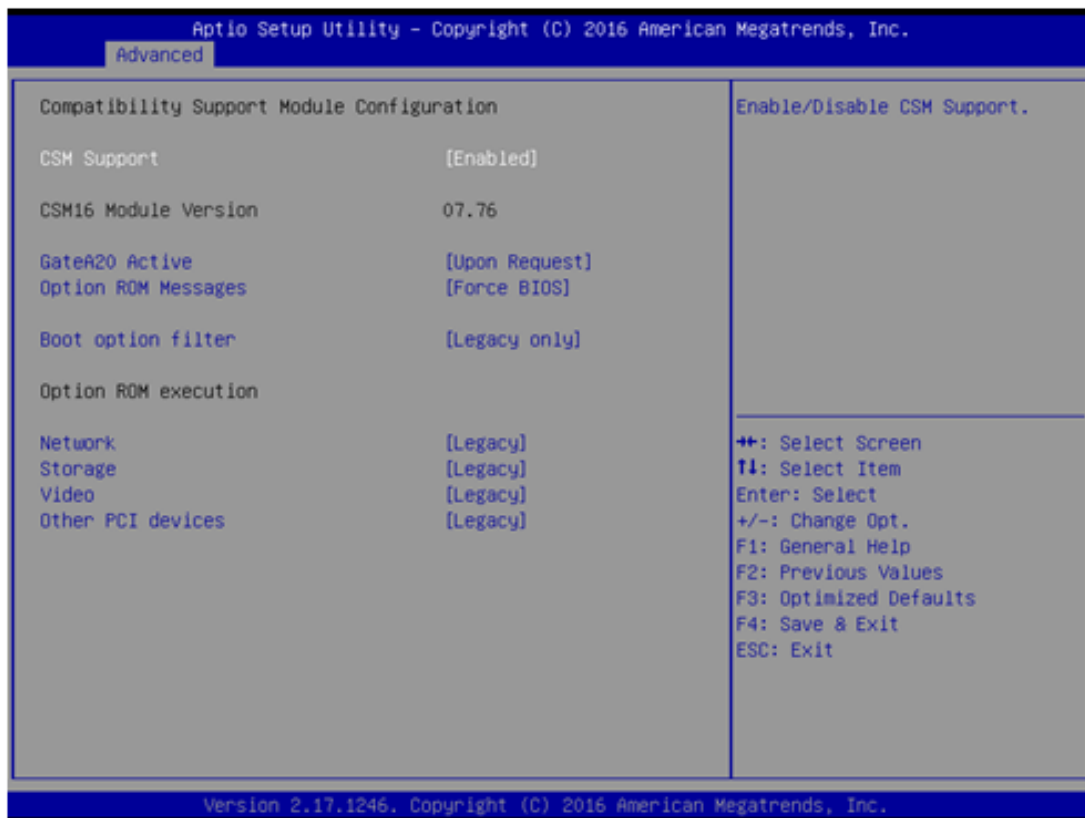 Aptio Setup Utility - Copyright (C) 2016 American Megatrends, Inc.
Advanced
Compatibility Support Module Configuration
Enable/Disable CSM Support.
CSM Support [Enabled]
CSM16 Module Version 07.76
GateA20 Active [Upon Request]
Option ROM Messages [Force BIOS]
Boot option filter [Legacy only]
Option ROM execution
Network [Legacy]
Storage [Legacy]
Video [Legacy]
Other PCI devices [Legacy]
→←: Select Screen
↑↓: Select Item
Enter: Select
+/-: Change Opt.
F1: General Help
F2: Previous Values
F3: Optimized Defaults
F4: Save & Exit
ESC: Exit
Version 2.17.1246. Copyright (C) 2016 American Megatrends, Inc.